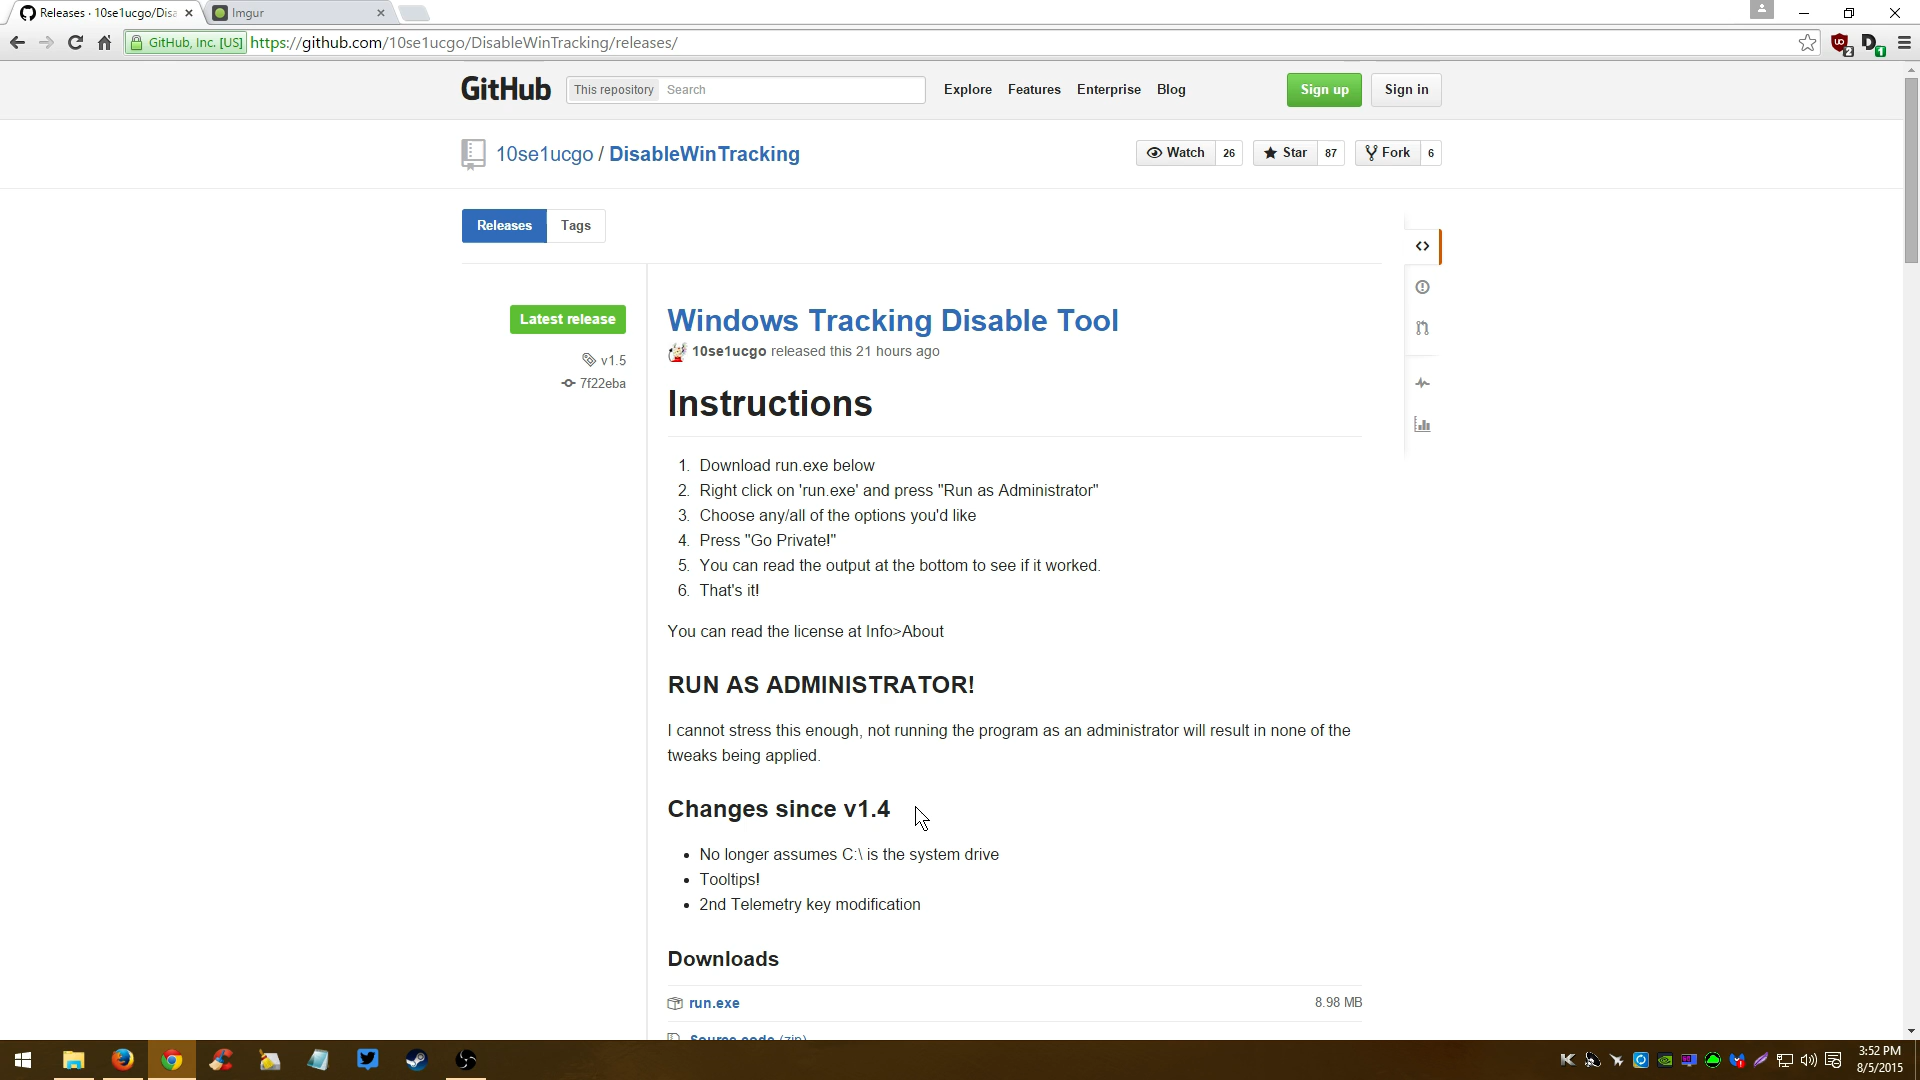 Releases · 10se1ucgo/Disa
Imgur
GitHub, Inc. [US] https://github.com/10se1ucgo/DisableWinTracking/releases/
2
1
GitHub This repository Search Explore Features Enterprise Blog Sign up Sign in
10se1ucgo / DisableWinTracking Watch 26 Star 87 Fork 6
Releases Tags
Latest release
v1.5
7f22eba
Windows Tracking Disable Tool
10se1ucgo released this 21 hours ago
Instructions
1. Download run.exe below
2. Right click on 'run.exe' and press "Run as Administrator"
3. Choose any/all of the options you'd like
4. Press "Go Private!"
5. You can read the output at the bottom to see if it worked.
6. That's it!
You can read the license at Info>About
RUN AS ADMINISTRATOR!
I cannot stress this enough, not running the program as an administrator will result in none of the
tweaks being applied.
Changes since v1.4
• No longer assumes C:\ is the system drive
• Tooltips!
• 2nd Telemetry key modification
Downloads
run.exe 8.98 MB
Source code (zip)
3:52 PM
8/5/2015